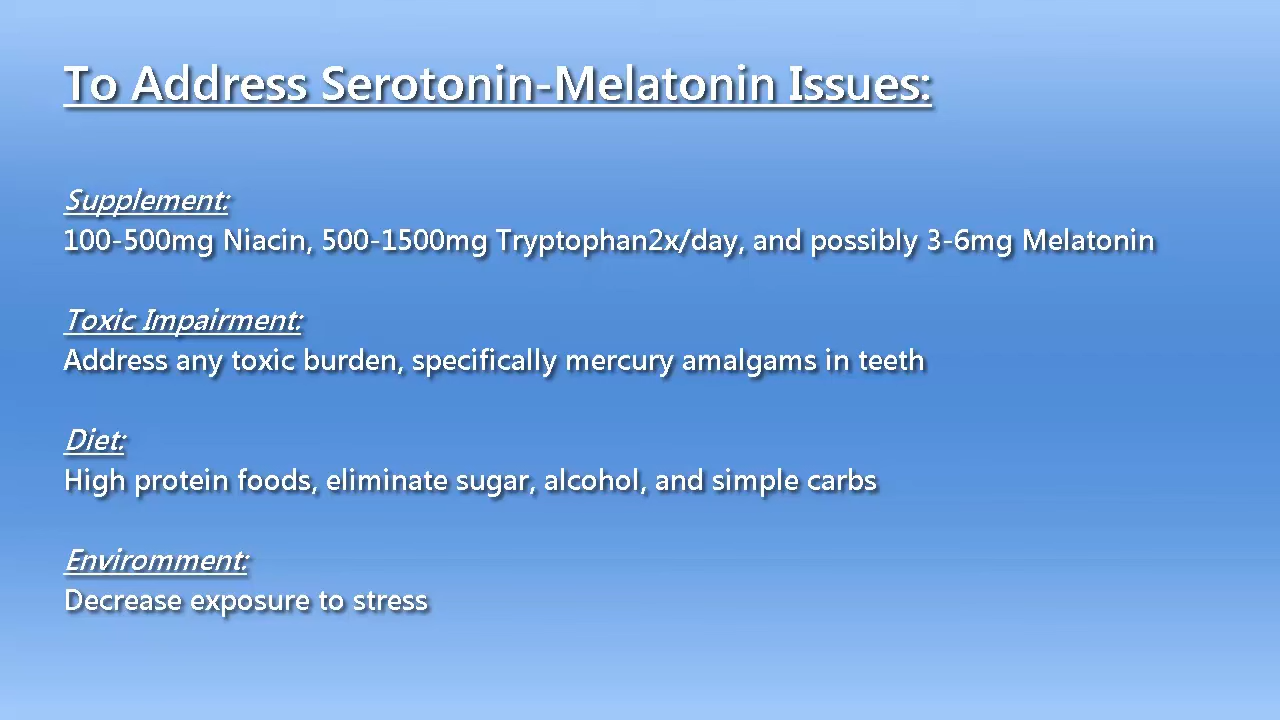 To Address Serotonin-Melatonin Issues:
Supplement:
100-500mg Niacin, 500-1500mg Tryptophan2x/day, and possibly 3-6mg Melatonin
Toxic Impairment:
Address any toxic burden, specifically mercury amalgams in teeth
Diet:
High protein foods, eliminate sugar, alcohol, and simple carbs
Enviromment:
Decrease exposure to stress